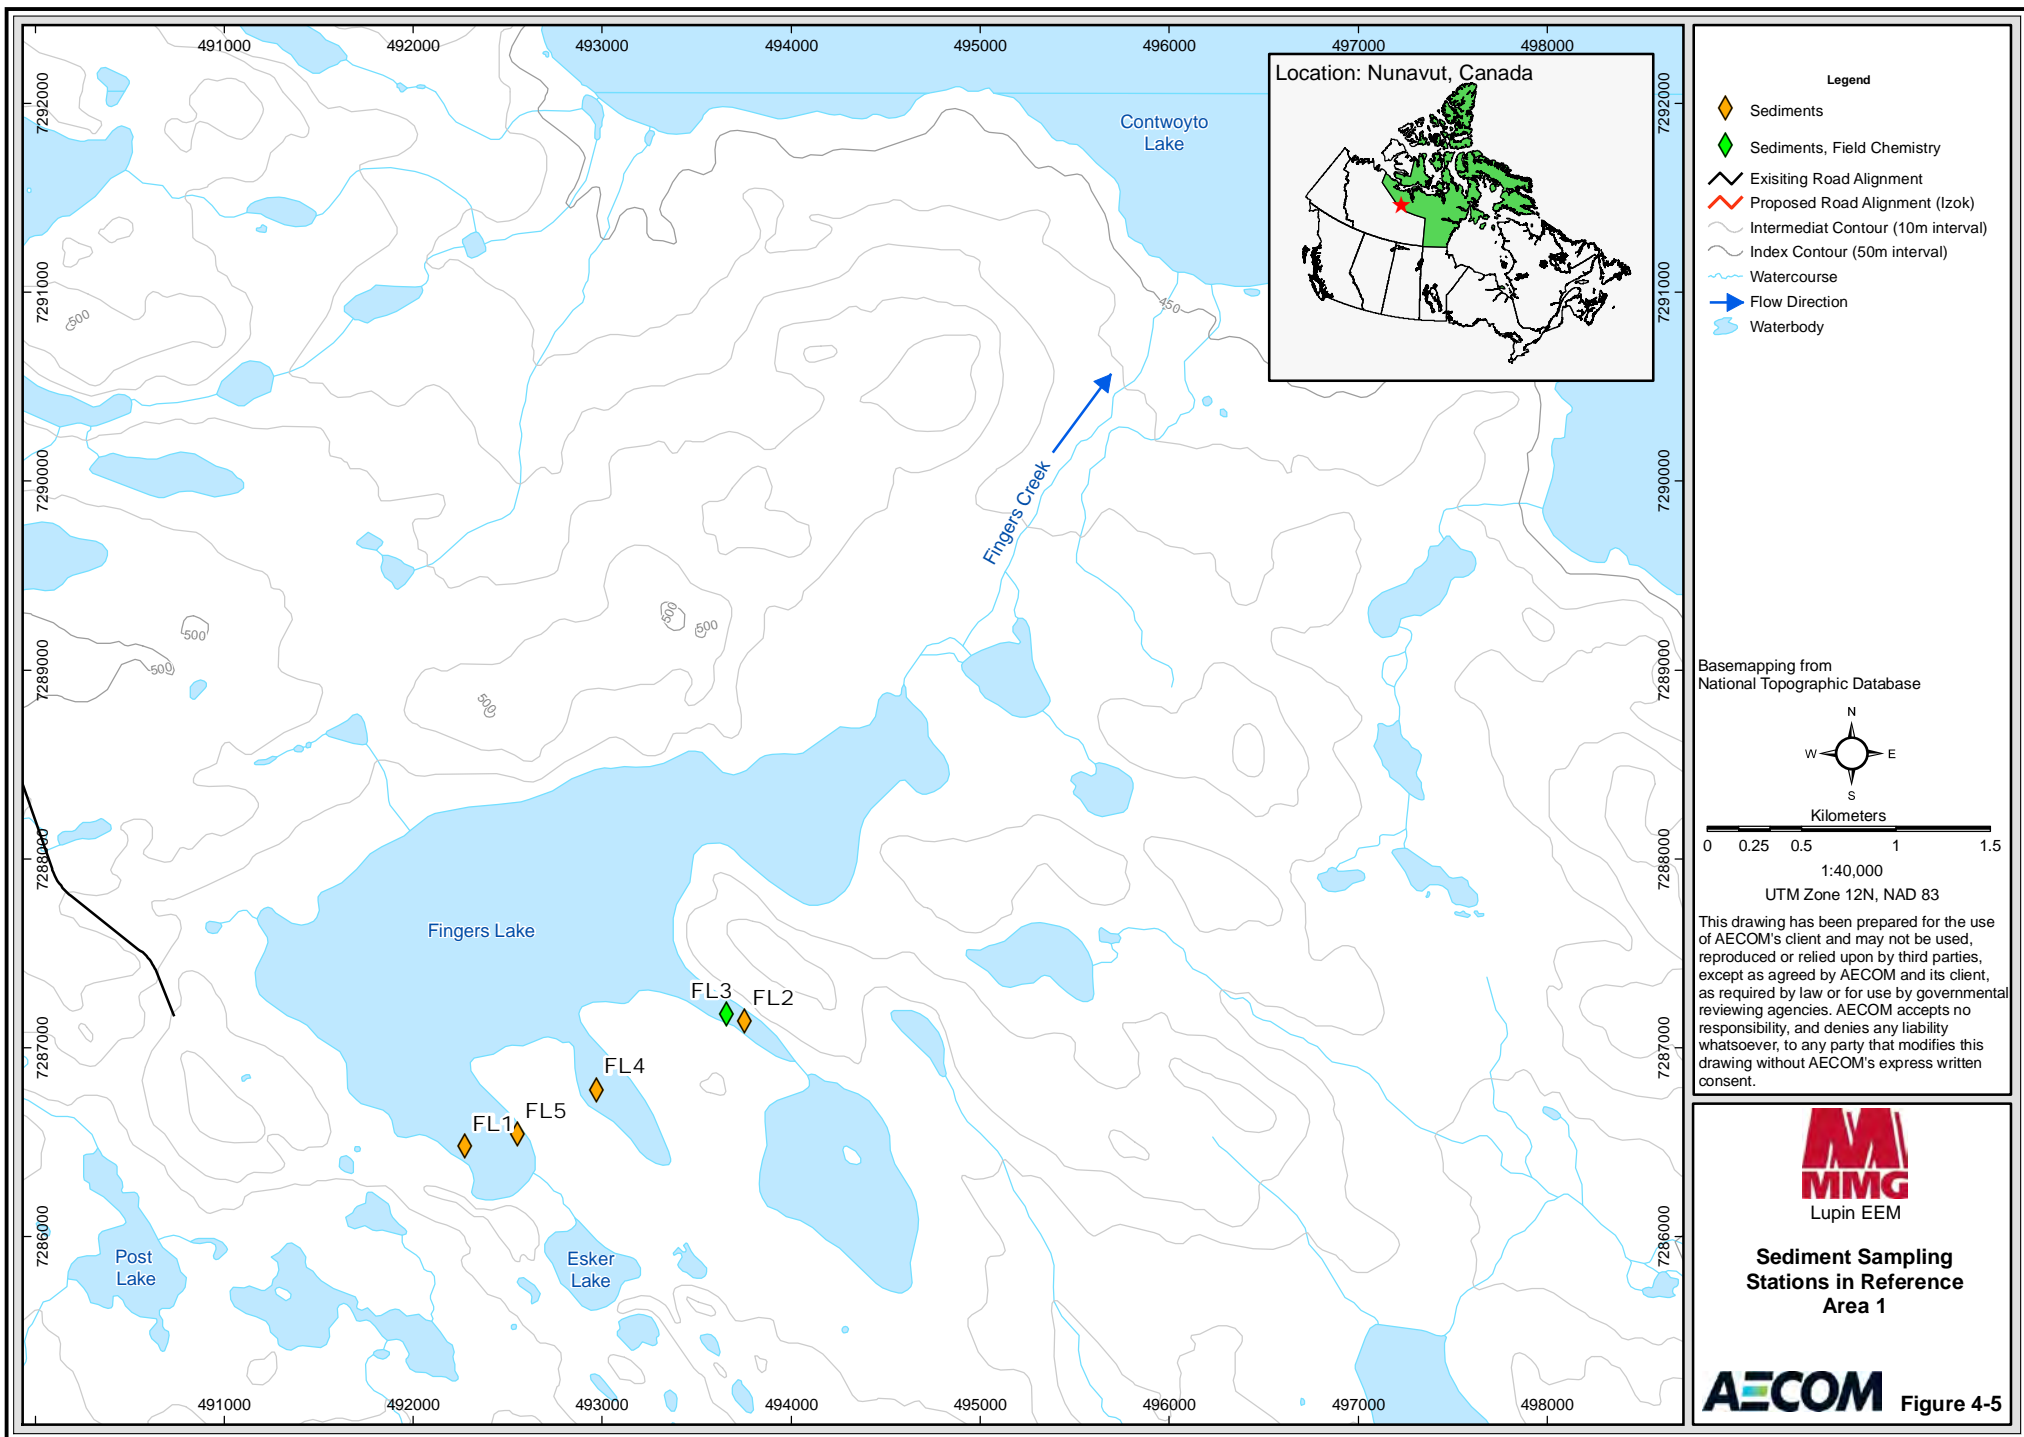 491000
492000
493000
494000
495000
496000
497000
498000
7292000
7291000
7290000
7289000
7288000
7287000
7286000
7292000
7291000
7290000
7289000
7288000
7287000
7286000
491000
492000
493000
494000
495000
496000
497000
498000
Location: Nunavut, Canada
Contwoyto
Lake
450
500
500
500
500
500
500
Fingers Creek
Fingers Lake
FL3
FL2
FL4
FL5
FL1
Post
Lake
Esker
Lake
Legend
Sediments
Sediments, Field Chemistry
Exisiting Road Alignment
Proposed Road Alignment (Izok)
Intermediat Contour (10m interval)
Index Contour (50m interval)
Watercourse
Flow Direction
Waterbody
Basemapping from
National Topographic Database
N
W
E
S
Kilometers
0 0.25 0.5 1 1.5
1:40,000
UTM Zone 12N, NAD 83
This drawing has been prepared for the use
of AECOM's client and may not be used,
reproduced or relied upon by third parties,
except as agreed by AECOM and its client,
as required by law or for use by governmental
reviewing agencies. AECOM accepts no
responsibility, and denies any liability
whatsoever, to any party that modifies this
drawing without AECOM's express written
consent.
MMG
Lupin EEM
Sediment Sampling
Stations in Reference
Area 1
AECOM
Figure 4-5